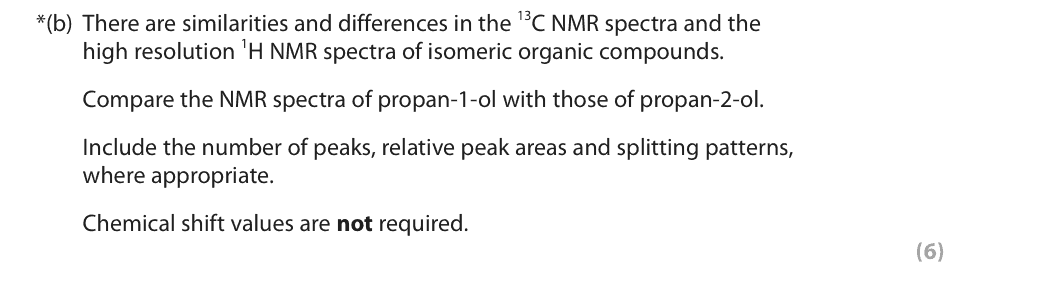 *(b) There are similarities and differences in the ¹³C NMR spectra and the
high resolution ¹H NMR spectra of isomeric organic compounds.
Compare the NMR spectra of propan-1-ol with those of propan-2-ol.
Include the number of peaks, relative peak areas and splitting patterns,
where appropriate.
Chemical shift values are not required.
(6)